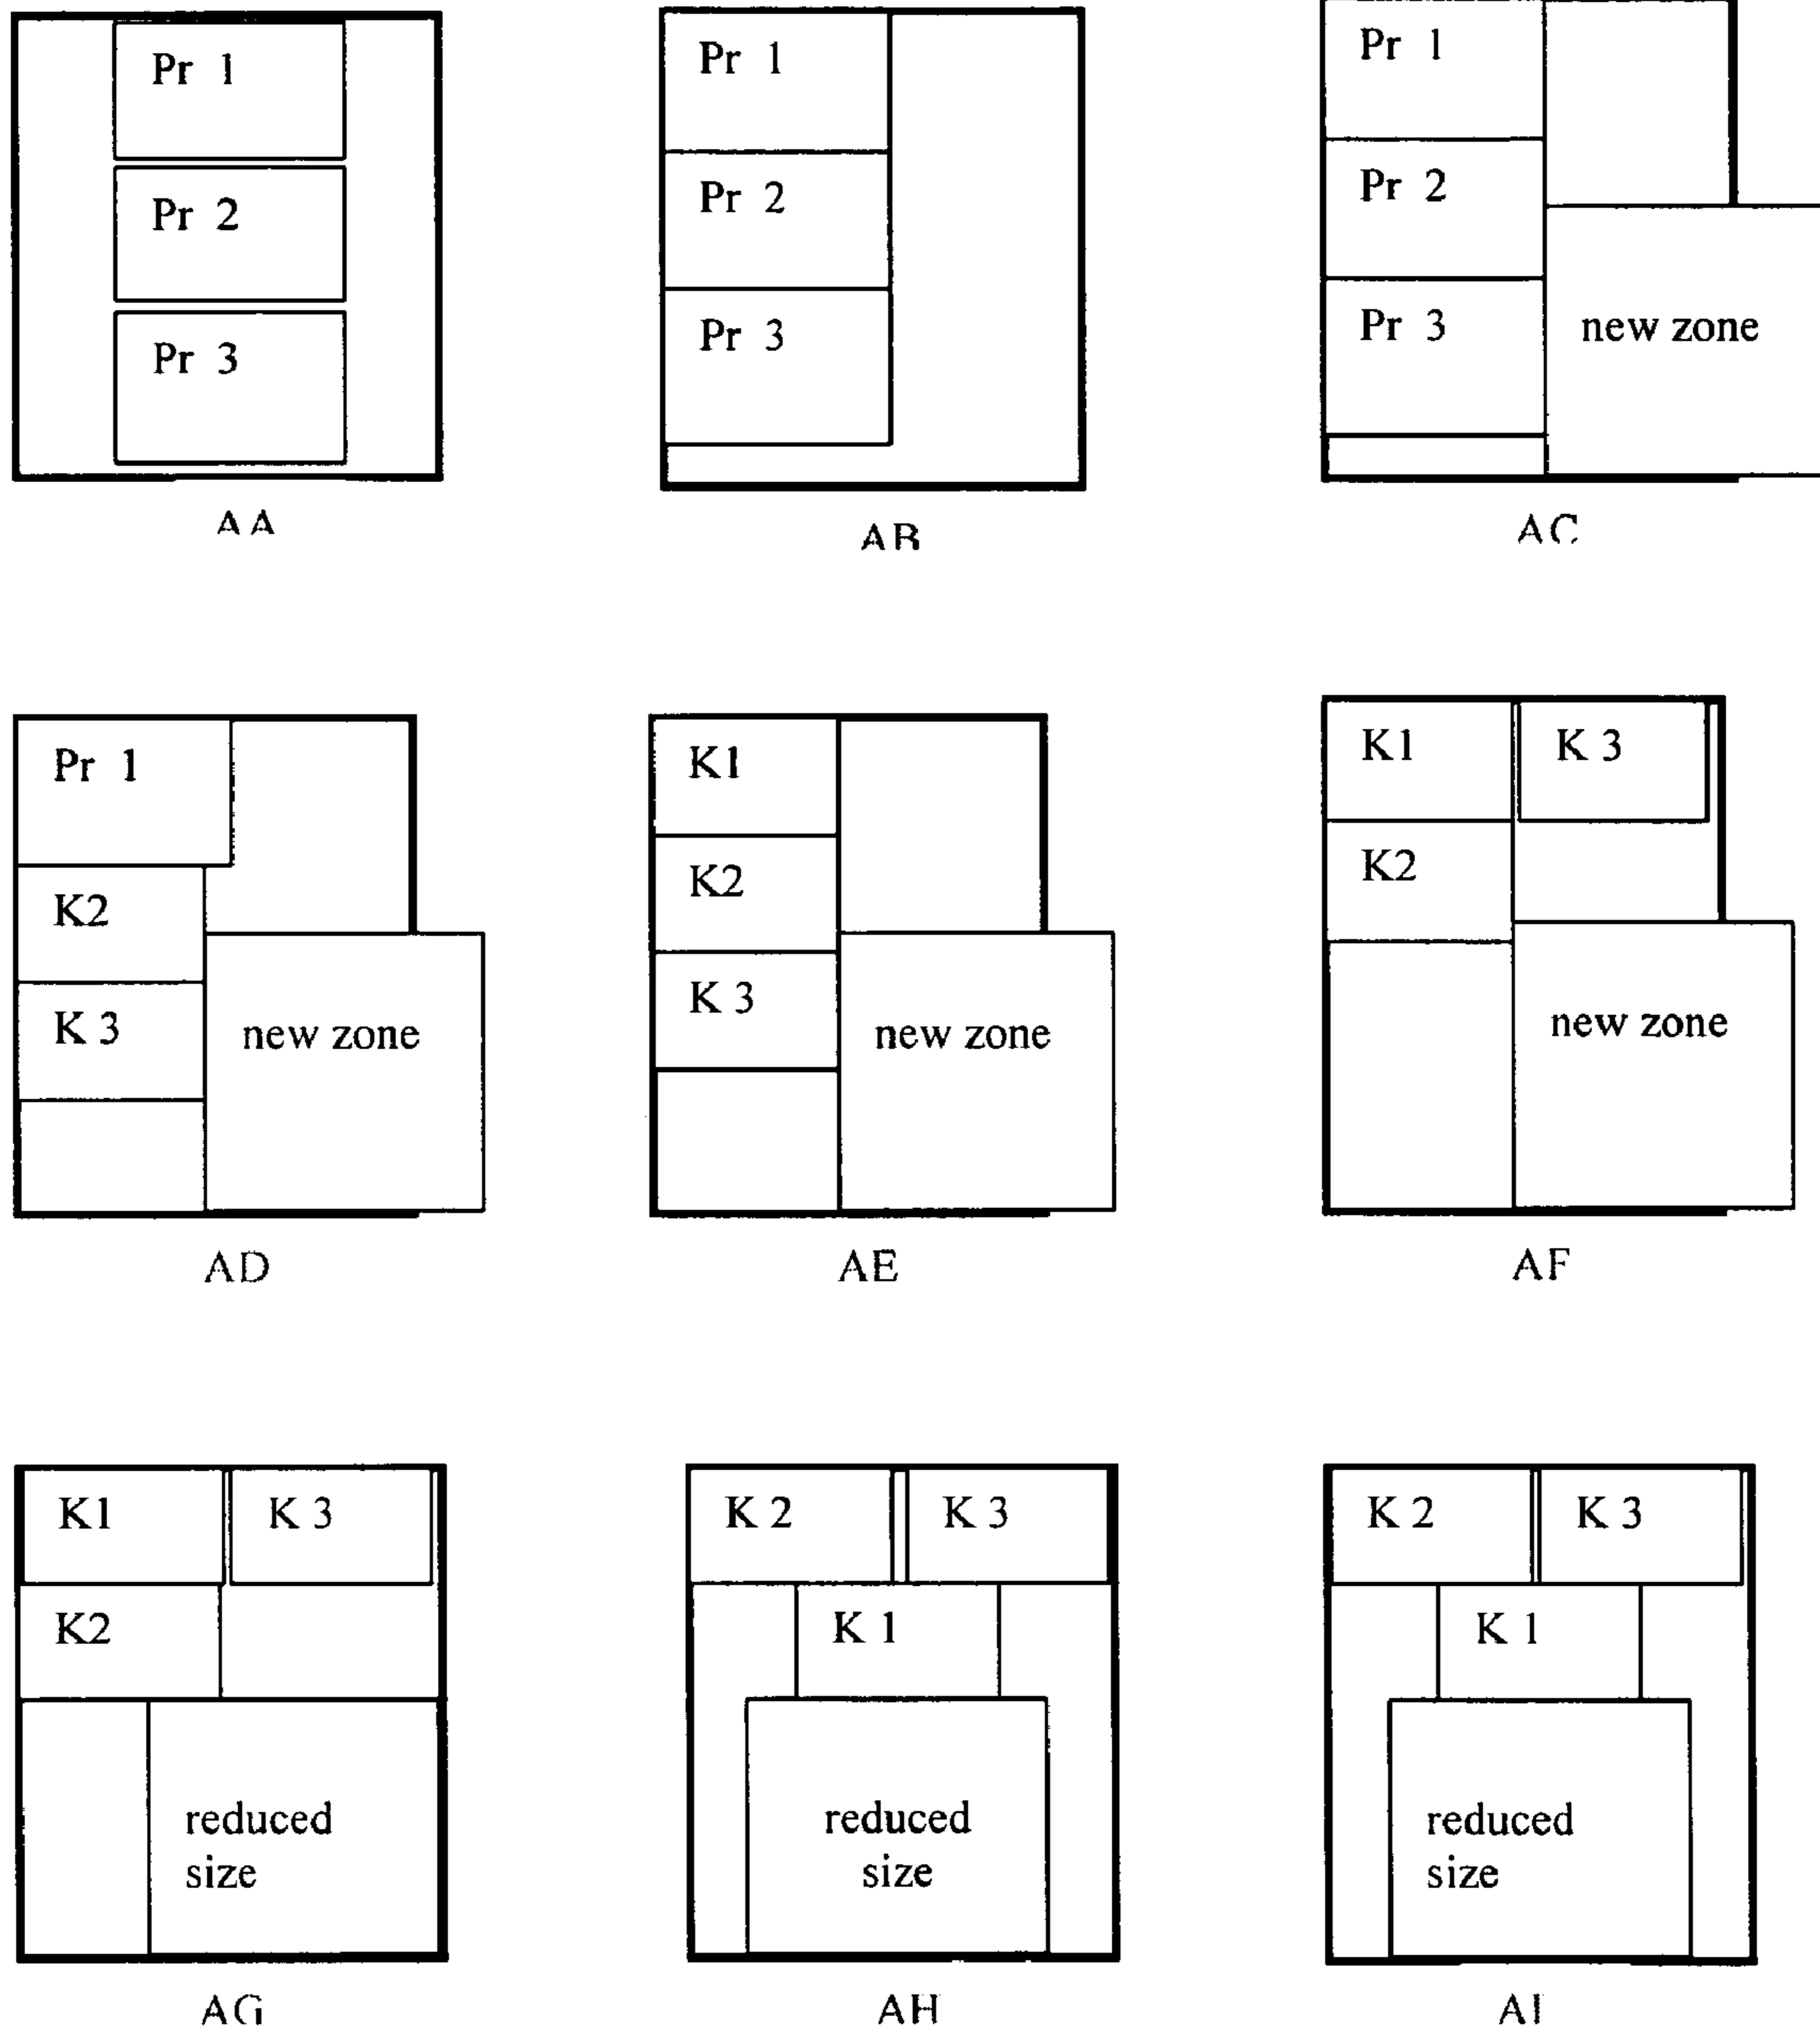 Pr 1
Pr 2
Pr 3
AA
Pr 1
Pr 2
Pr 3
AB
Pr 1
Pr 2
Pr 3
new zone
AC
Pr 1
K2
K 3
new zone
AD
K1
K2
K 3
new zone
AE
K1
K 3
K2
new zone
AF
K1
K 3
K2
reduced
size
AG
K 2
K 3
K 1
reduced
size
AH
K 2
K 3
K 1
reduced
size
AI